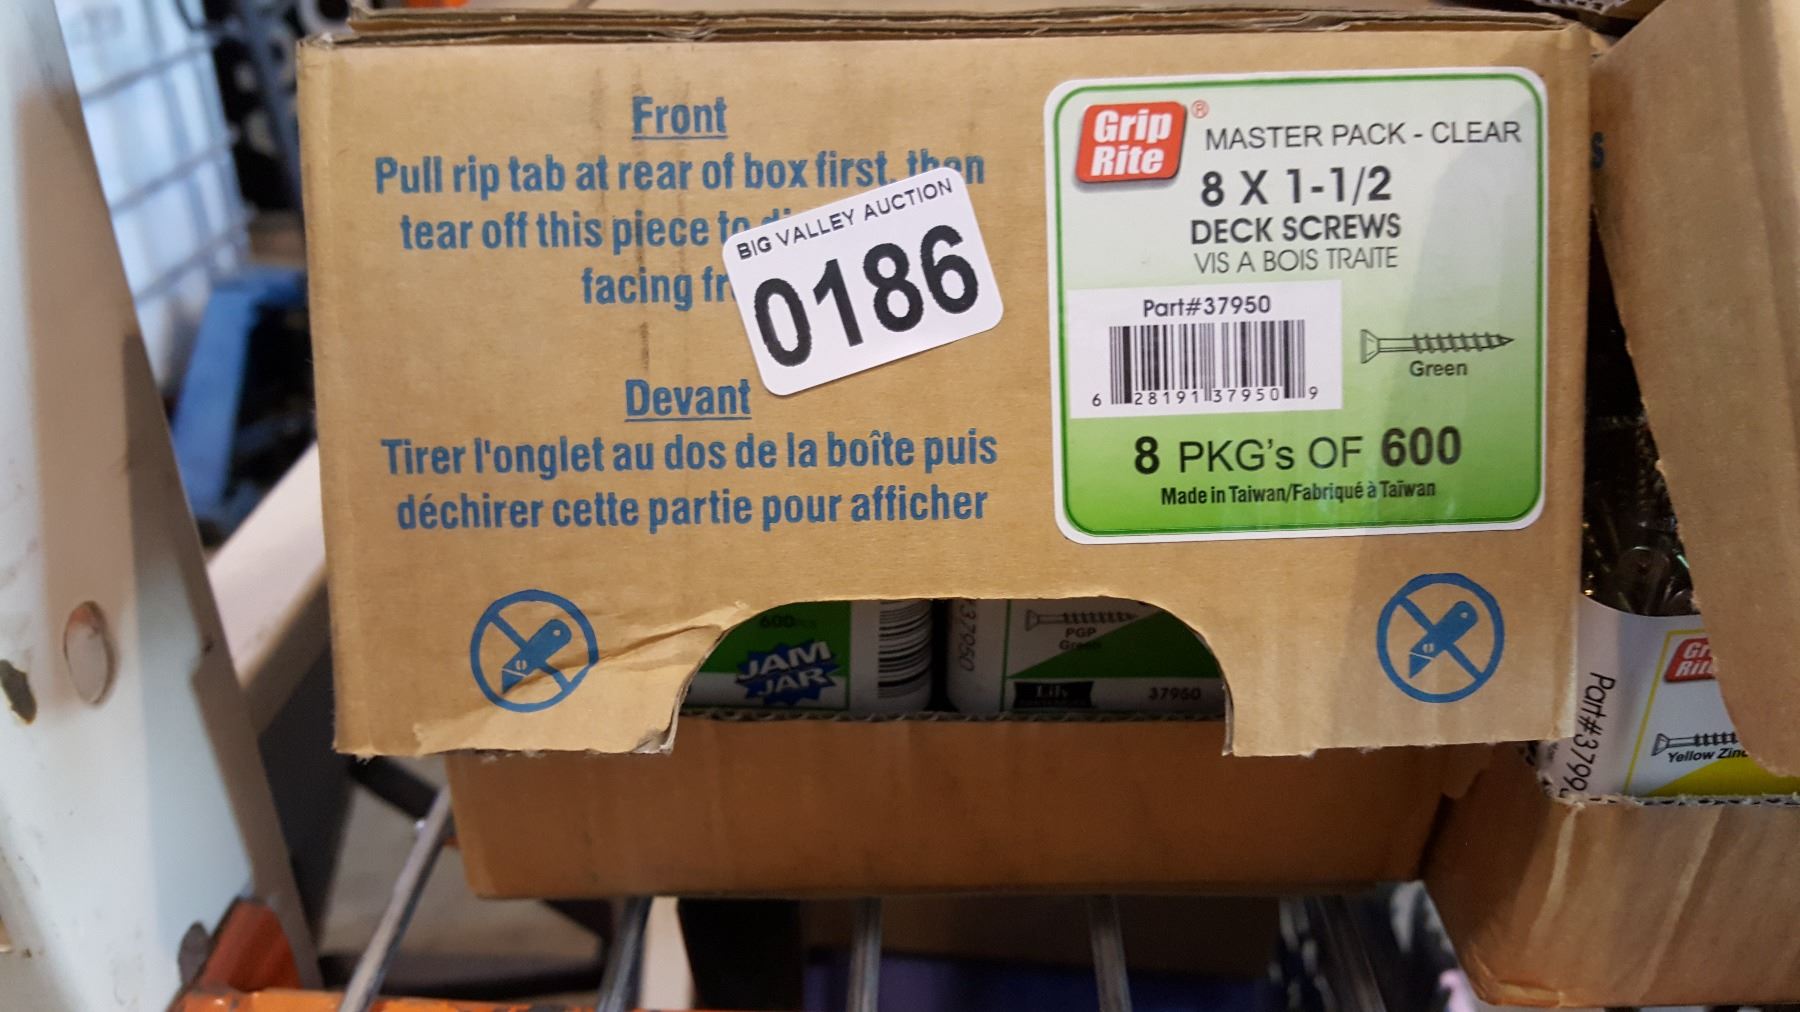 Front
Pull rip tab at rear of box first, then
tear off this piece to
facing
BIG VALLEY AUCTION
0186
Devant
Tirer l'onglet au dos de la boîte puis
déchirer cette partie pour afficher
Grip
Rite ®
MASTER PACK - CLEAR
8 X 1-1/2
DECK SCREWS
VIS A BOIS TRAITE
Part#37950
6 28191 37950 9
Green
8 PKG's OF 600
Made in Taiwan/Fabriqué à Taïwan
600
JAM
JAR
37950
PGP
Green
37950
Part#3799
Yellow